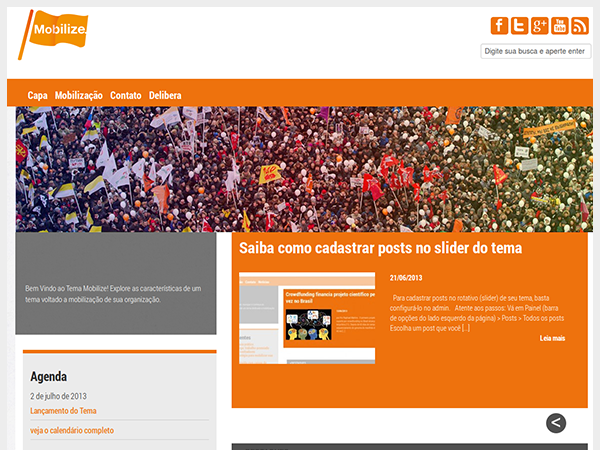 Mobilize.
Digite sua busca e aperte enter
Capa Mobilização Contato Delibera
Bem Vindo ao Tema Mobilize! Explore as características de um
tema voltado a mobilização de sua organização.
Agenda
2 de julho de 2013
Lançamento do Tema
veja o calendário completo
Saiba como cadastrar posts no slider do tema
Crowdfunding financia projeto científico pela
vez no Brasil
21/06/2013
Para cadastrar posts no rotativo (slider) de seu tema, basta
configurá-lo no admin. Atente aos passos: Vá em Painel (barra
de opções do lado esquerdo da página) > Posts > Todos os posts
Escolha um post que você [...]
Leia mais
<